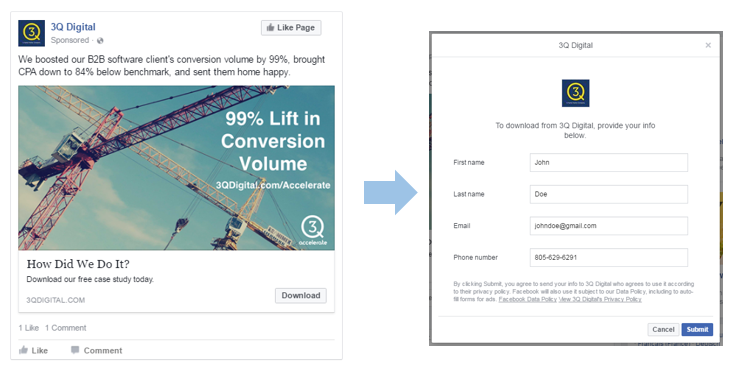 3Q Digital
Like Page
Sponsored ·
We boosted our B2B software client's conversion volume by 99%, brought
CPA down to 84% below benchmark, and sent them home happy.
99% Lift in
Conversion
Volume
3QDigital.com/Accelerate
3
accelerate
How Did We Do It?
Download our free case study today.
3QDIGITAL.COM
Download
1 Like 1 Comment
Like Comment
3Q Digital
×
To download from 3Q Digital, provide your info
below.
First name John
Last name Doe
Email johndoe@gmail.com
Phone number 805-629-6291
By clicking Submit, you agree to send your info to 3Q Digital who agrees to use it according
to their privacy policy. Facebook will also use it subject to our Data Policy, including to auto-
fill forms for ads. Facebook Data Policy View 3Q Digital's Privacy Policy
Cancel Submit